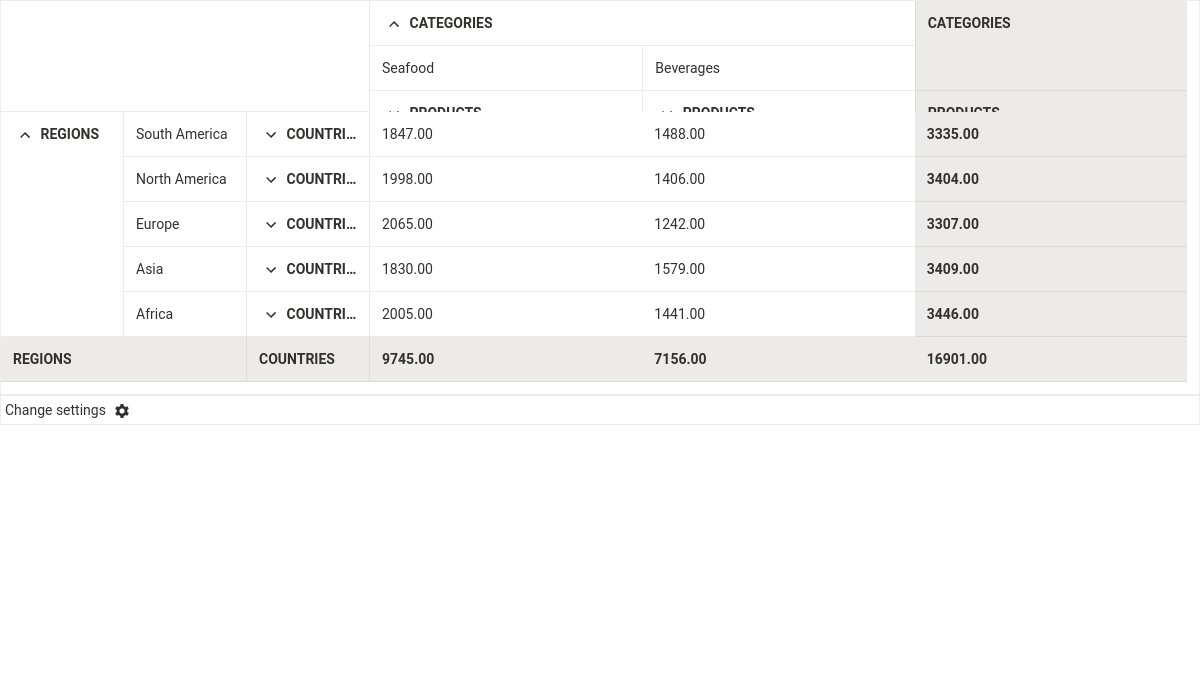 CATEGORIES CATEGORIES
Seafood Beverages
PRODUCTS PRODUCTS PRODUCTS
REGIONS South America COUNTRI... 1847.00 1488.00 3335.00
North America COUNTRI... 1998.00 1406.00 3404.00
Europe COUNTRI... 2065.00 1242.00 3307.00
Asia COUNTRI... 1830.00 1579.00 3409.00
Africa COUNTRI... 2005.00 1441.00 3446.00
REGIONS COUNTRIES 9745.00 7156.00 16901.00
Change settings